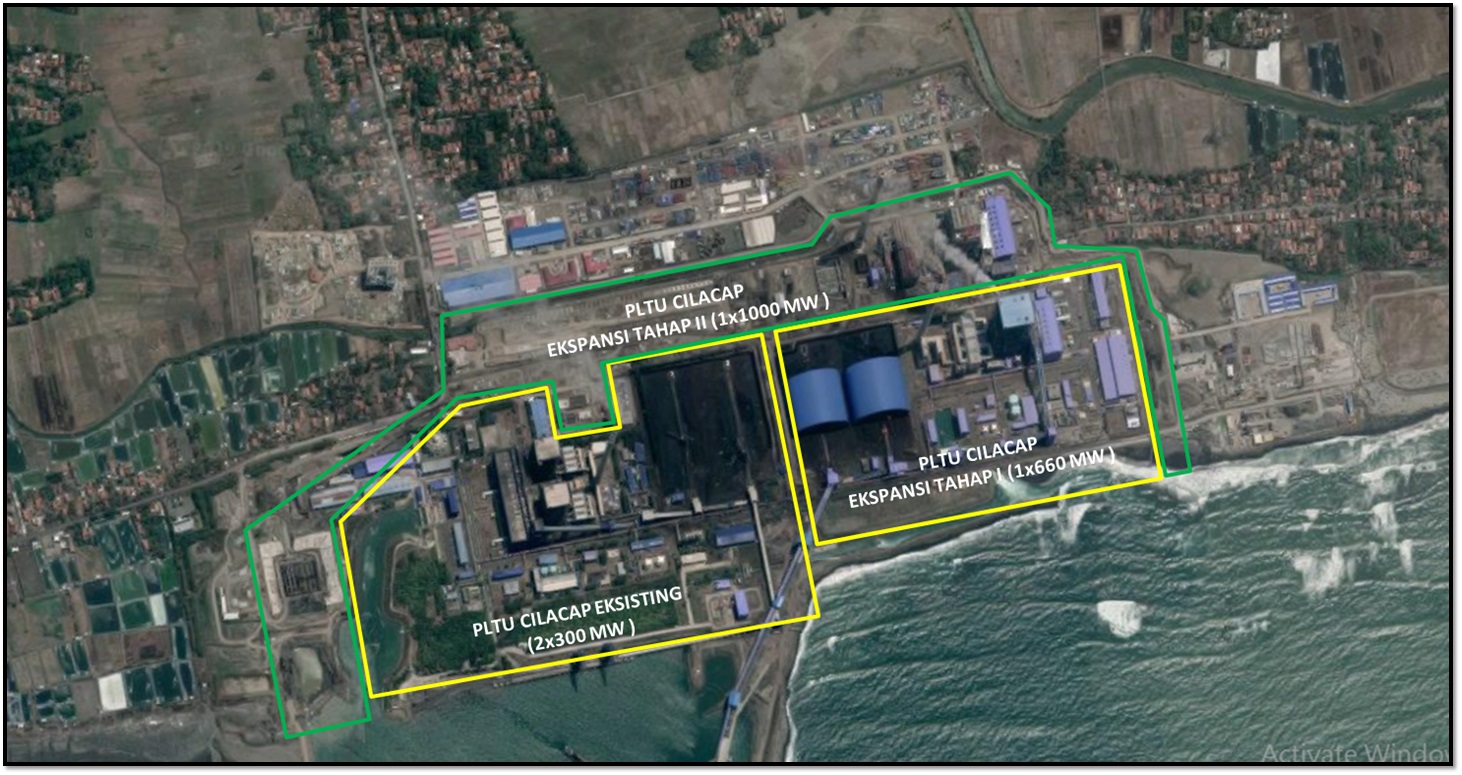 PLTU CILACAP
EKSPANSI TAHAP II (1x1000 MW )
PLTU CILACAP
EKSPANSI TAHAP I (1x660 MW )
PLTU CILACAP EKSISTING
(2x300 MW )
Activate Window